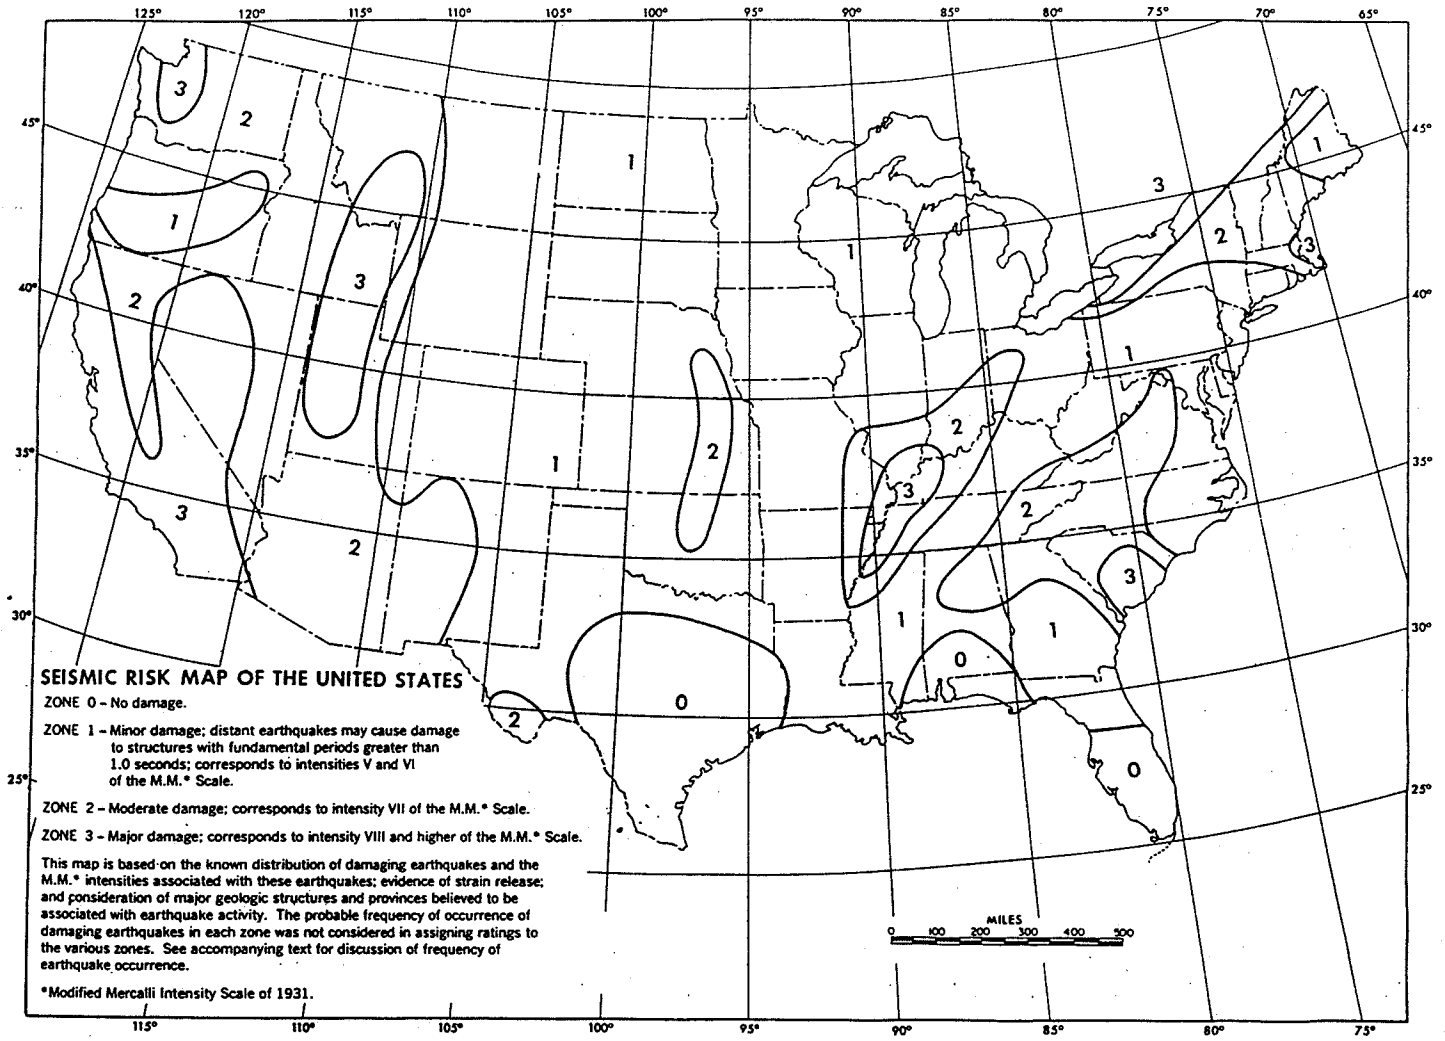 125° 120° 115° 110° 105° 100° 95° 90° 85° 80° 75° 70° 65°
3
2
1
45°
45°
1
3
1
2
1
3
3
2
40°
40°
1
2
2
1
3
35°
35°
3
2
2
3
1
1
0
30°
30°
SEISMIC RISK MAP OF THE UNITED STATES
ZONE 0 – No damage.
0
2
ZONE 1 – Minor damage; distant earthquakes may cause damage
to structures with fundamental periods greater than
1.0 seconds; corresponds to intensities V and VI
of the M.M.* Scale.
0
25°
25°
ZONE 2 – Moderate damage; corresponds to intensity VII of the M.M.* Scale.
ZONE 3 – Major damage; corresponds to intensity VIII and higher of the M.M.* Scale.
This map is based on the known distribution of damaging earthquakes and the
M.M.* intensities associated with these earthquakes; evidence of strain release;
and consideration of major geologic structures and provinces believed to be
associated with earthquake activity. The probable frequency of occurrence of
damaging earthquakes in each zone was not considered in assigning ratings to
the various zones. See accompanying text for discussion of frequency of
earthquake occurrence.
*Modified Mercalli Intensity Scale of 1931.
MILES
0 100 200 300 400 500
115° 110° 105° 100° 95° 90° 85° 80° 75°